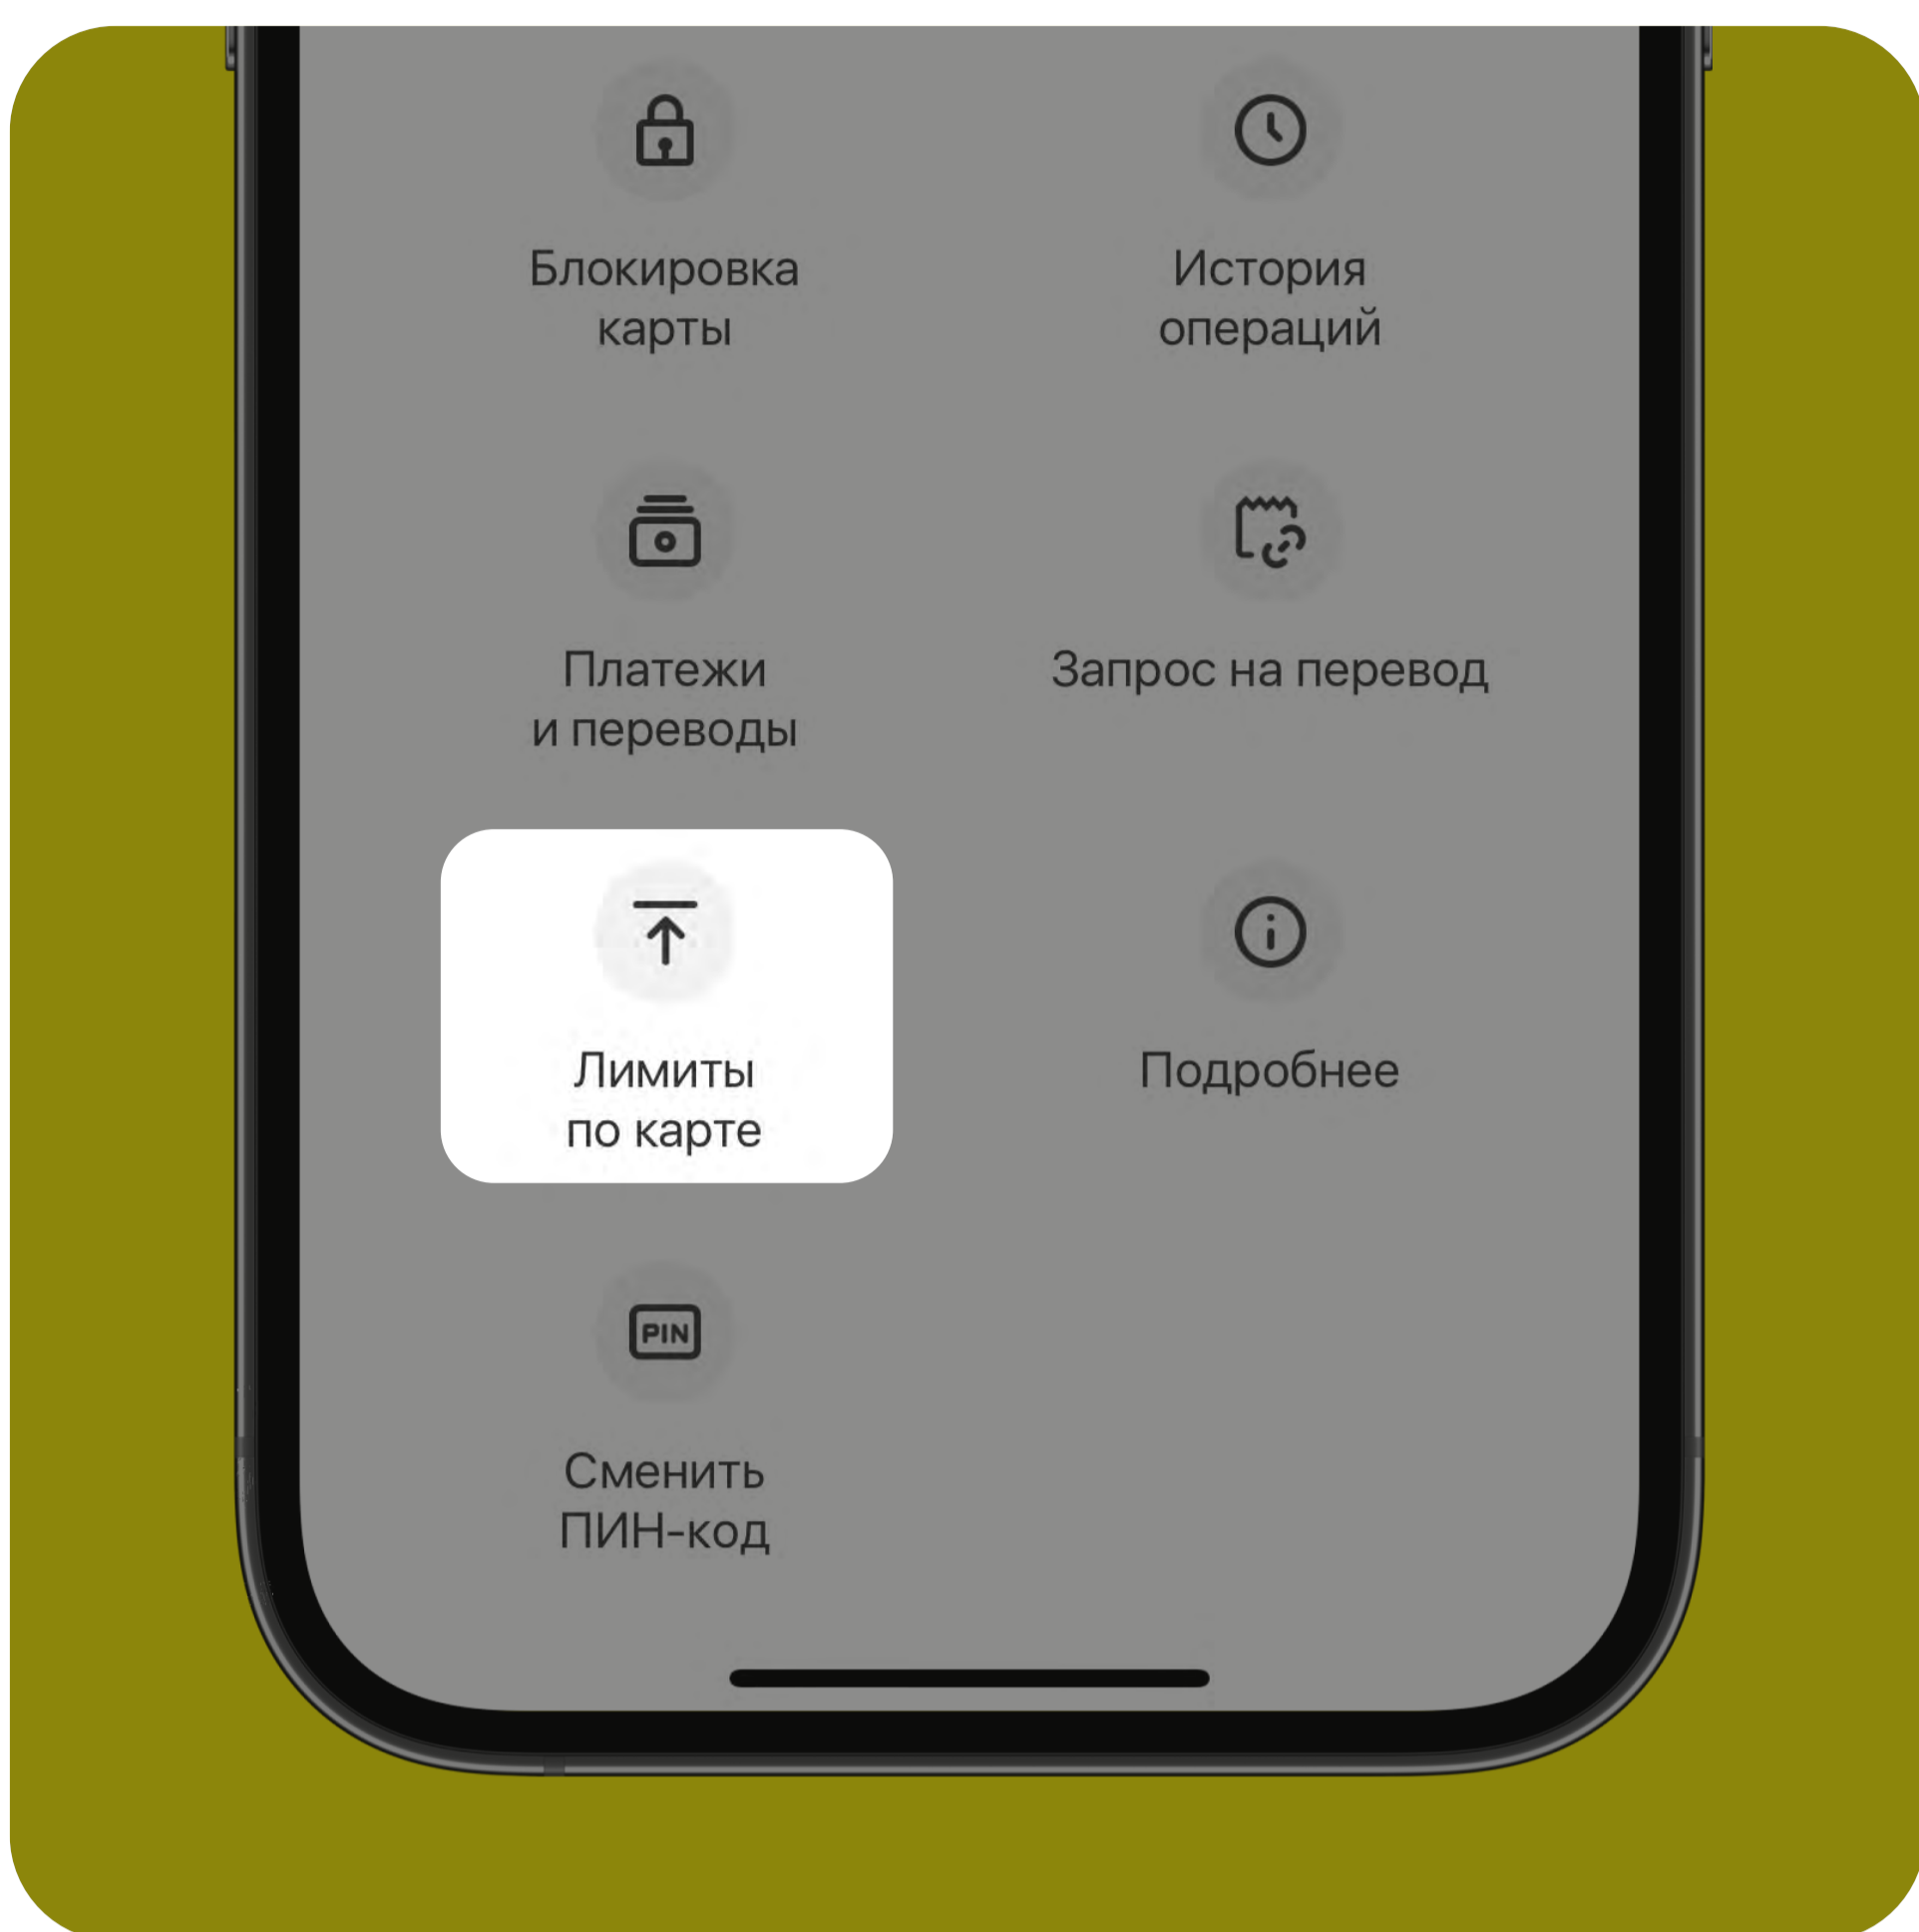 Блокировка
карты
История
операций
Платежи
и переводы
Запрос на перевод
Лимиты
по карте
Подробнее
PIN
Сменить
ПИН-код